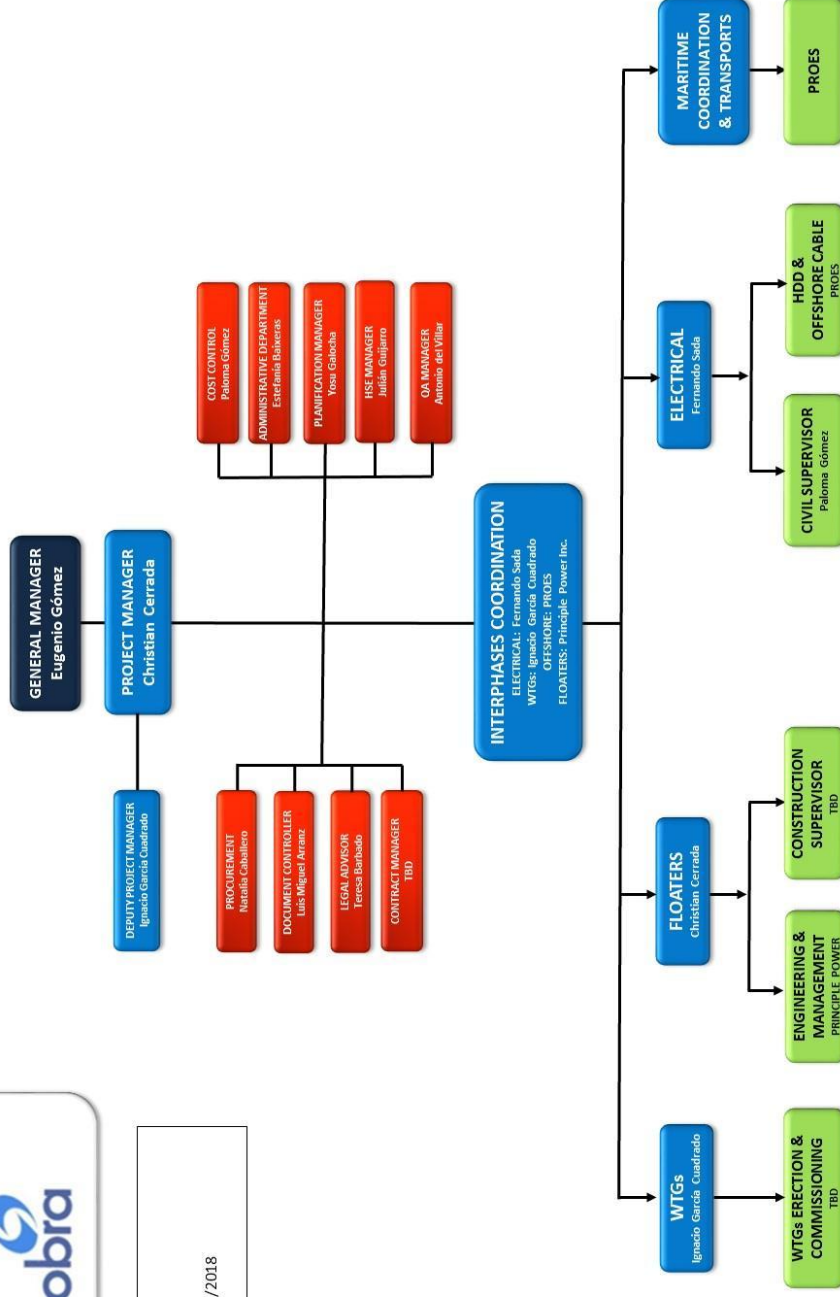 GENERAL MANAGER
Eugenio Gómez
PROJECT MANAGER
Christian Cerrada
DEPUTY PROJECT MANAGER
Ignacio García Cuadrado
PROCUREMENT
Natalia Caballero
DOCUMENT CONTROLLER
Luis Miguel Arranz
LEGAL ADVISOR
Teresa Barbado
CONTRACT MANAGER
TBD
COST CONTROL
Paloma Gómez
ADMINISTRATIVE DEPARTMENT
Estefanía Baixeras
PLANIFICATION MANAGER
Yosu Galocha
HSE MANAGER
Julián Guijarro
QA MANAGER
Antonio del Villar
INTERPHASES COORDINATION
ELECTRICAL: Fernando Sada
WTGs: Ignacio García Cuadrado
OFFSHORE: PROES
FLOATERS: Principle Power Inc.
WTGs
Ignacio García Cuadrado
FLOATERS
Christian Cerrada
ELECTRICAL
Fernando Sada
MARITIME
COORDINATION
& TRANSPORTS
WTGs ERECTION &
COMMISSIONING
TBD
ENGINEERING &
MANAGEMENT
PRINCIPLE POWER
CONSTRUCTION
SUPERVISOR
TBD
CIVIL SUPERVISOR
Paloma Gómez
HDD &
OFFSHORE CABLE
PROES
PROES
obra
/2018